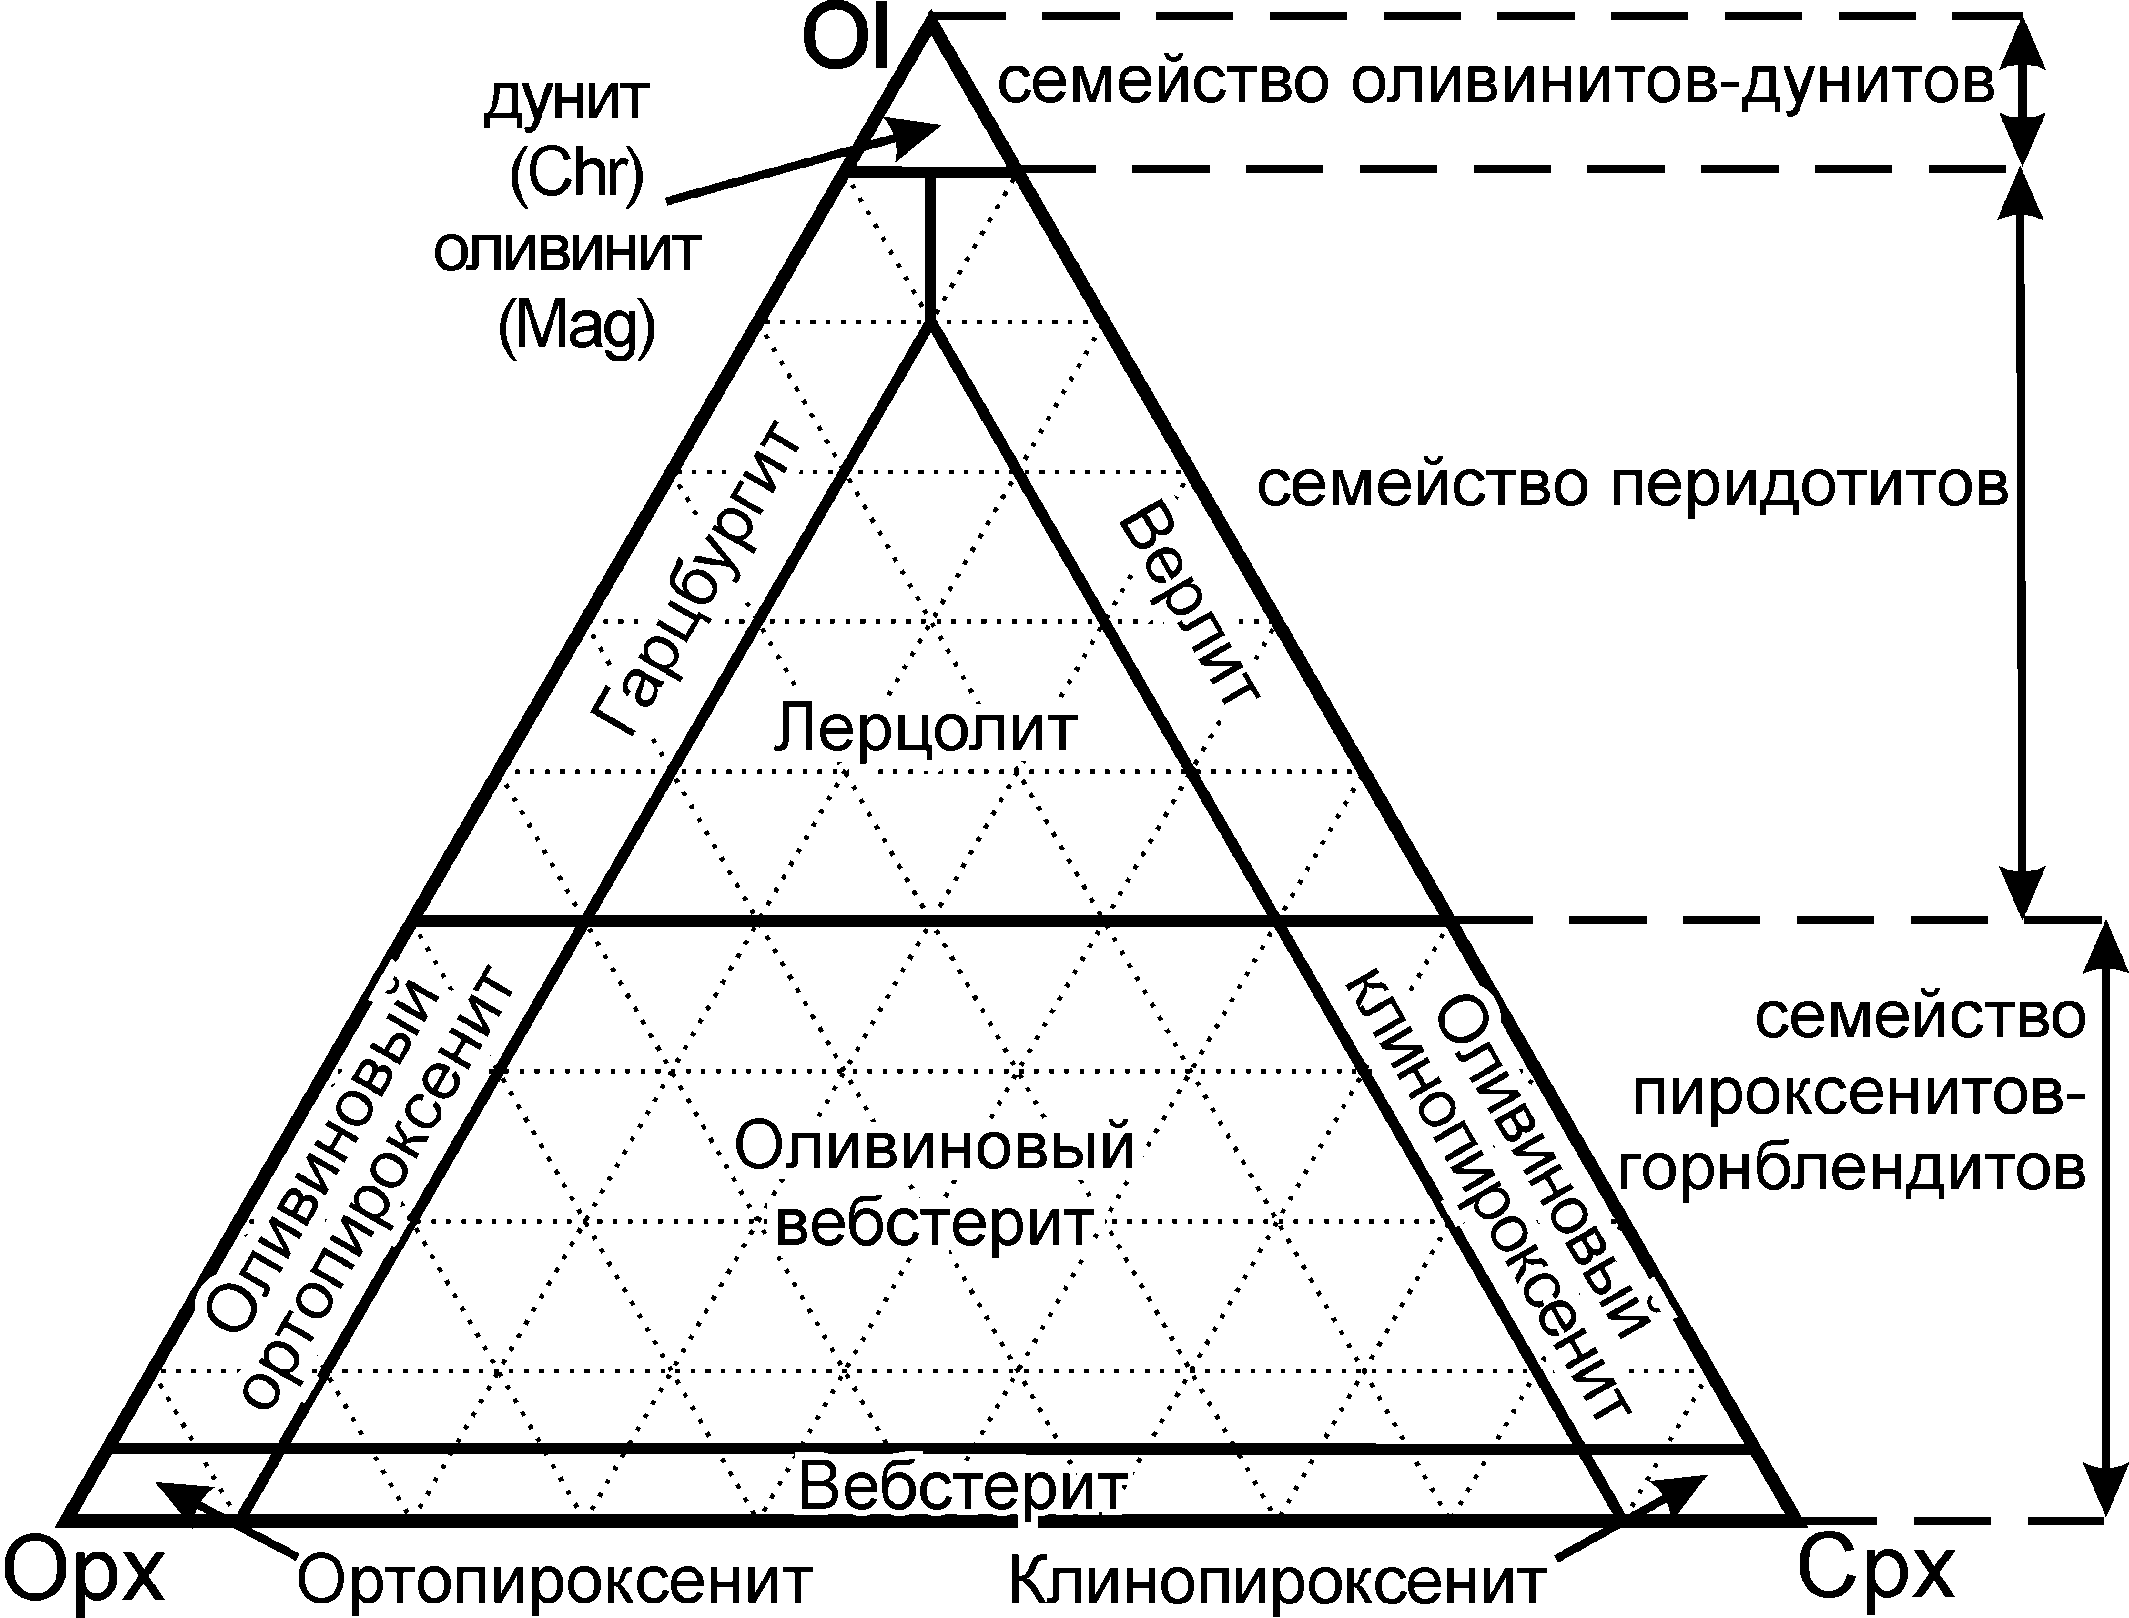 Ol
семейство оливинитов-дунитов
дунит
(Chr)
оливинит
(Mag)
семейство перидотитов
Гарцбургит
Верлит
Лерцолит
семейство
пироксенитов-
горнблендитов
Оливиновый
ортопироксенит
Оливиновый
вебстерит
Оливиновый
клинопироксенит
Вебстерит
Opx
Ортопироксенит
Клинопироксенит
Cpx